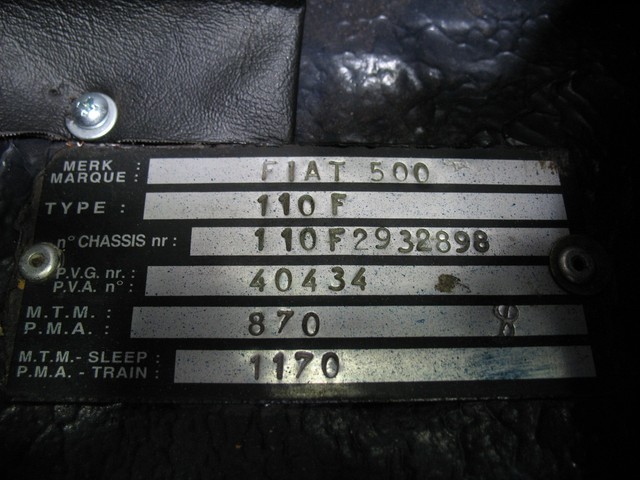 MERK :
MARQUE :
FIAT 500
TYPE :
110 F
n° CHASSIS nr :
110F2932898
P.V.G. nr. :
P.V.A. n° :
40434
M.T.M. :
P.M.A. :
870
M.T.M.- SLEEP :
P.M.A. - TRAIN :
1170